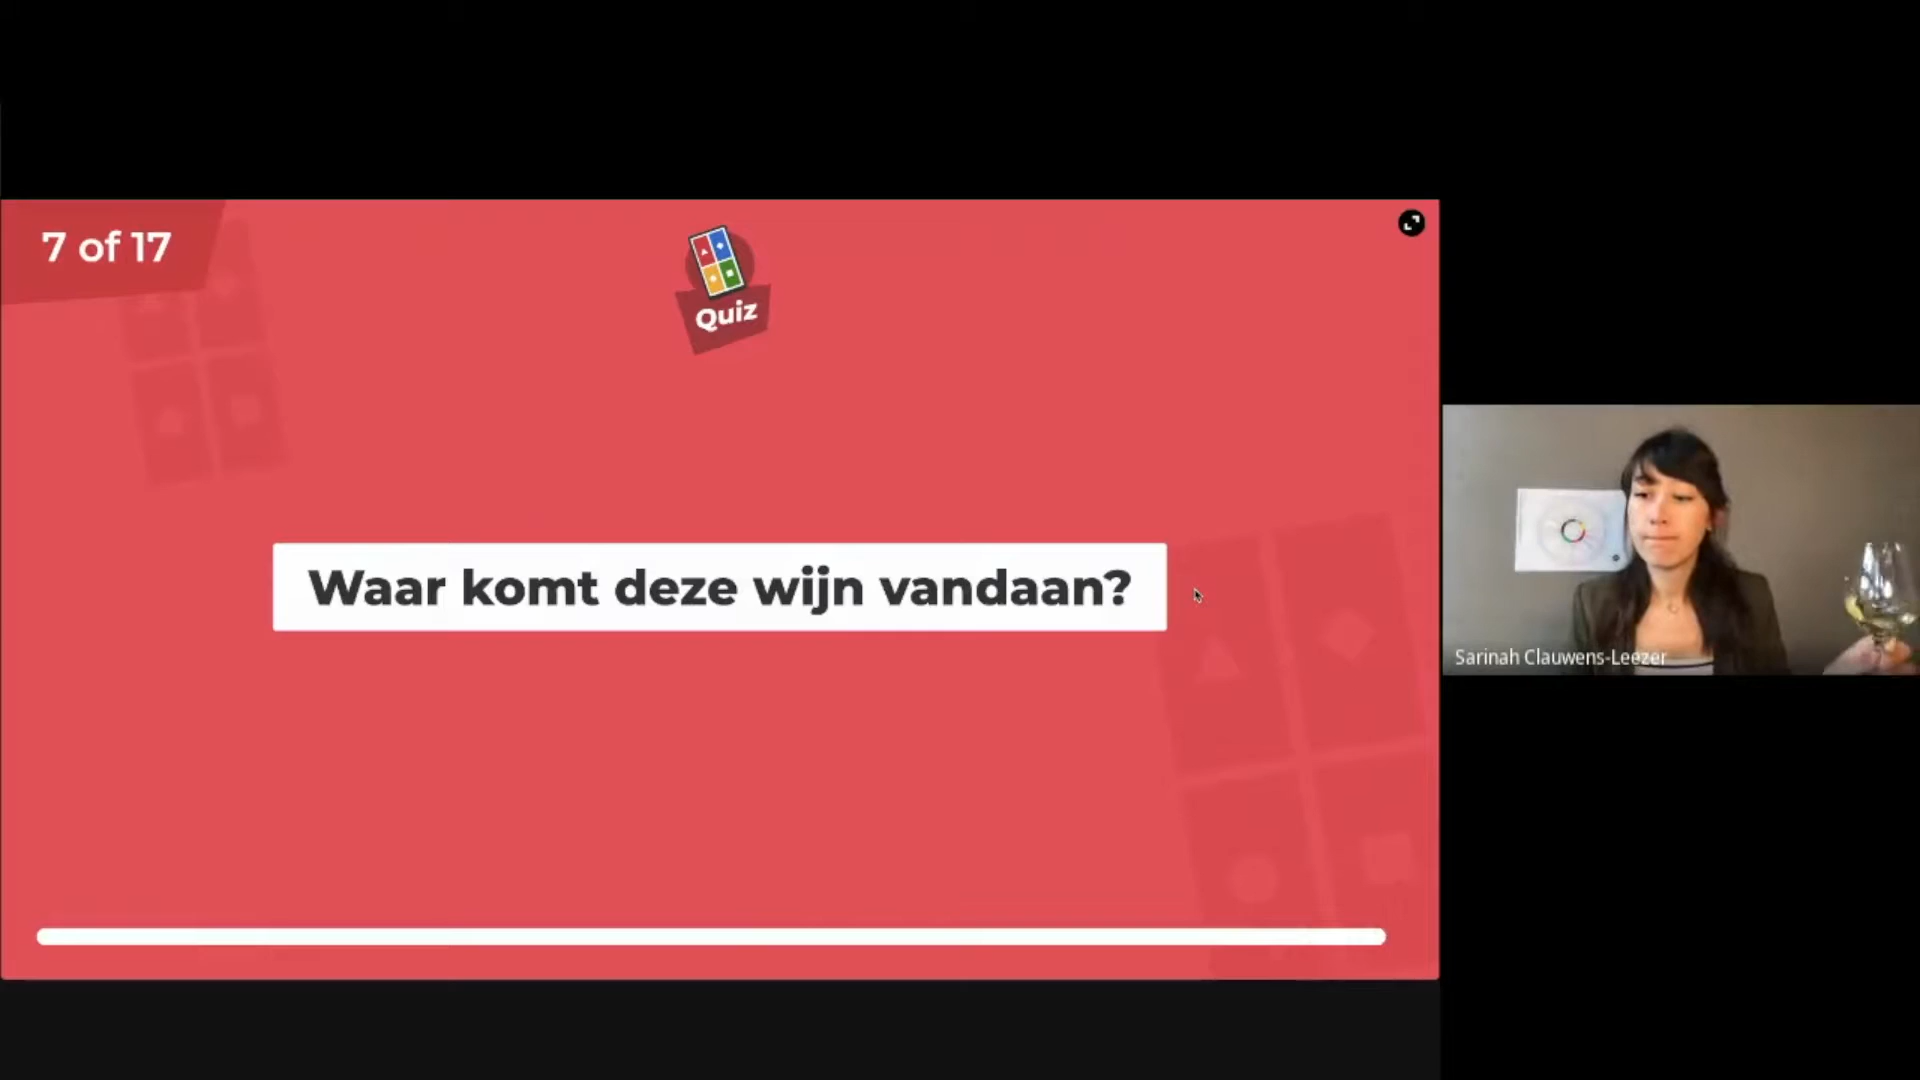 7 of 17
Quiz
Waar komt deze wijn vandaan?
Sarinah Clauwens-Leezer